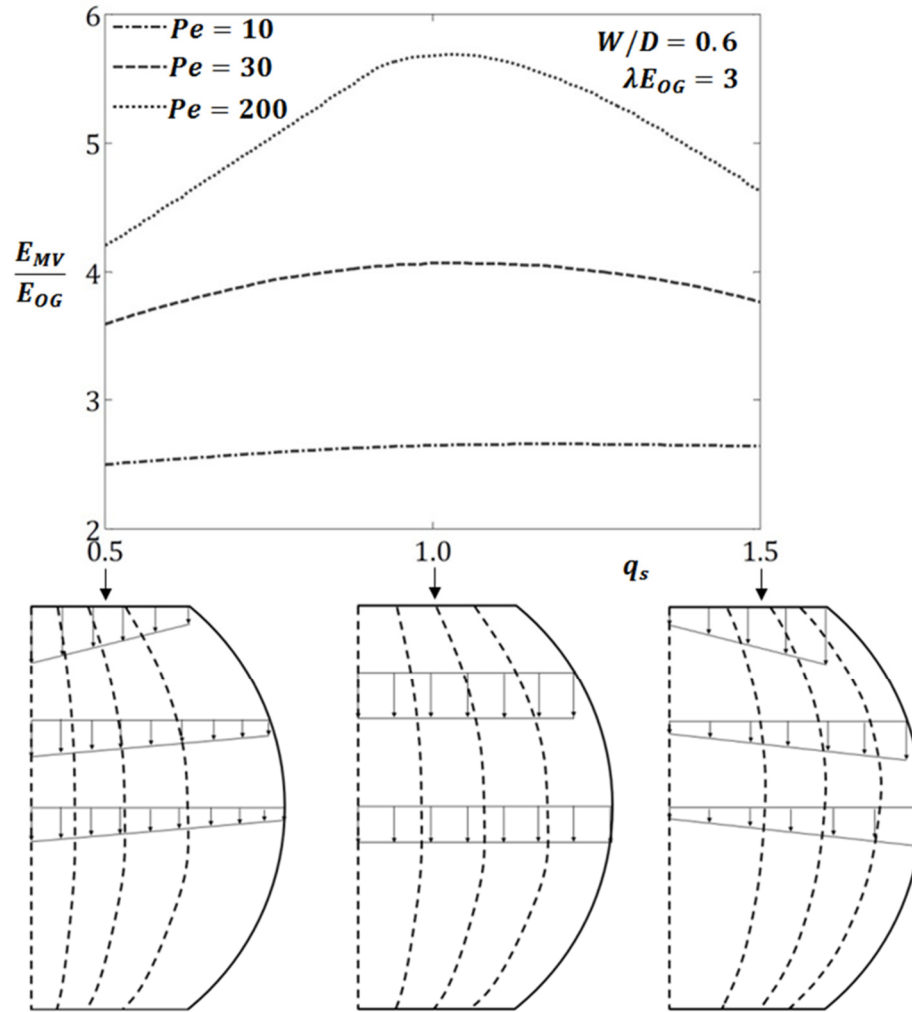 6
Pe = 10
Pe = 30
Pe = 200
W/D = 0.6
λE_OG = 3
5
E_MV
E_OG
4
3
2
0.5
1.0
q_s
1.5